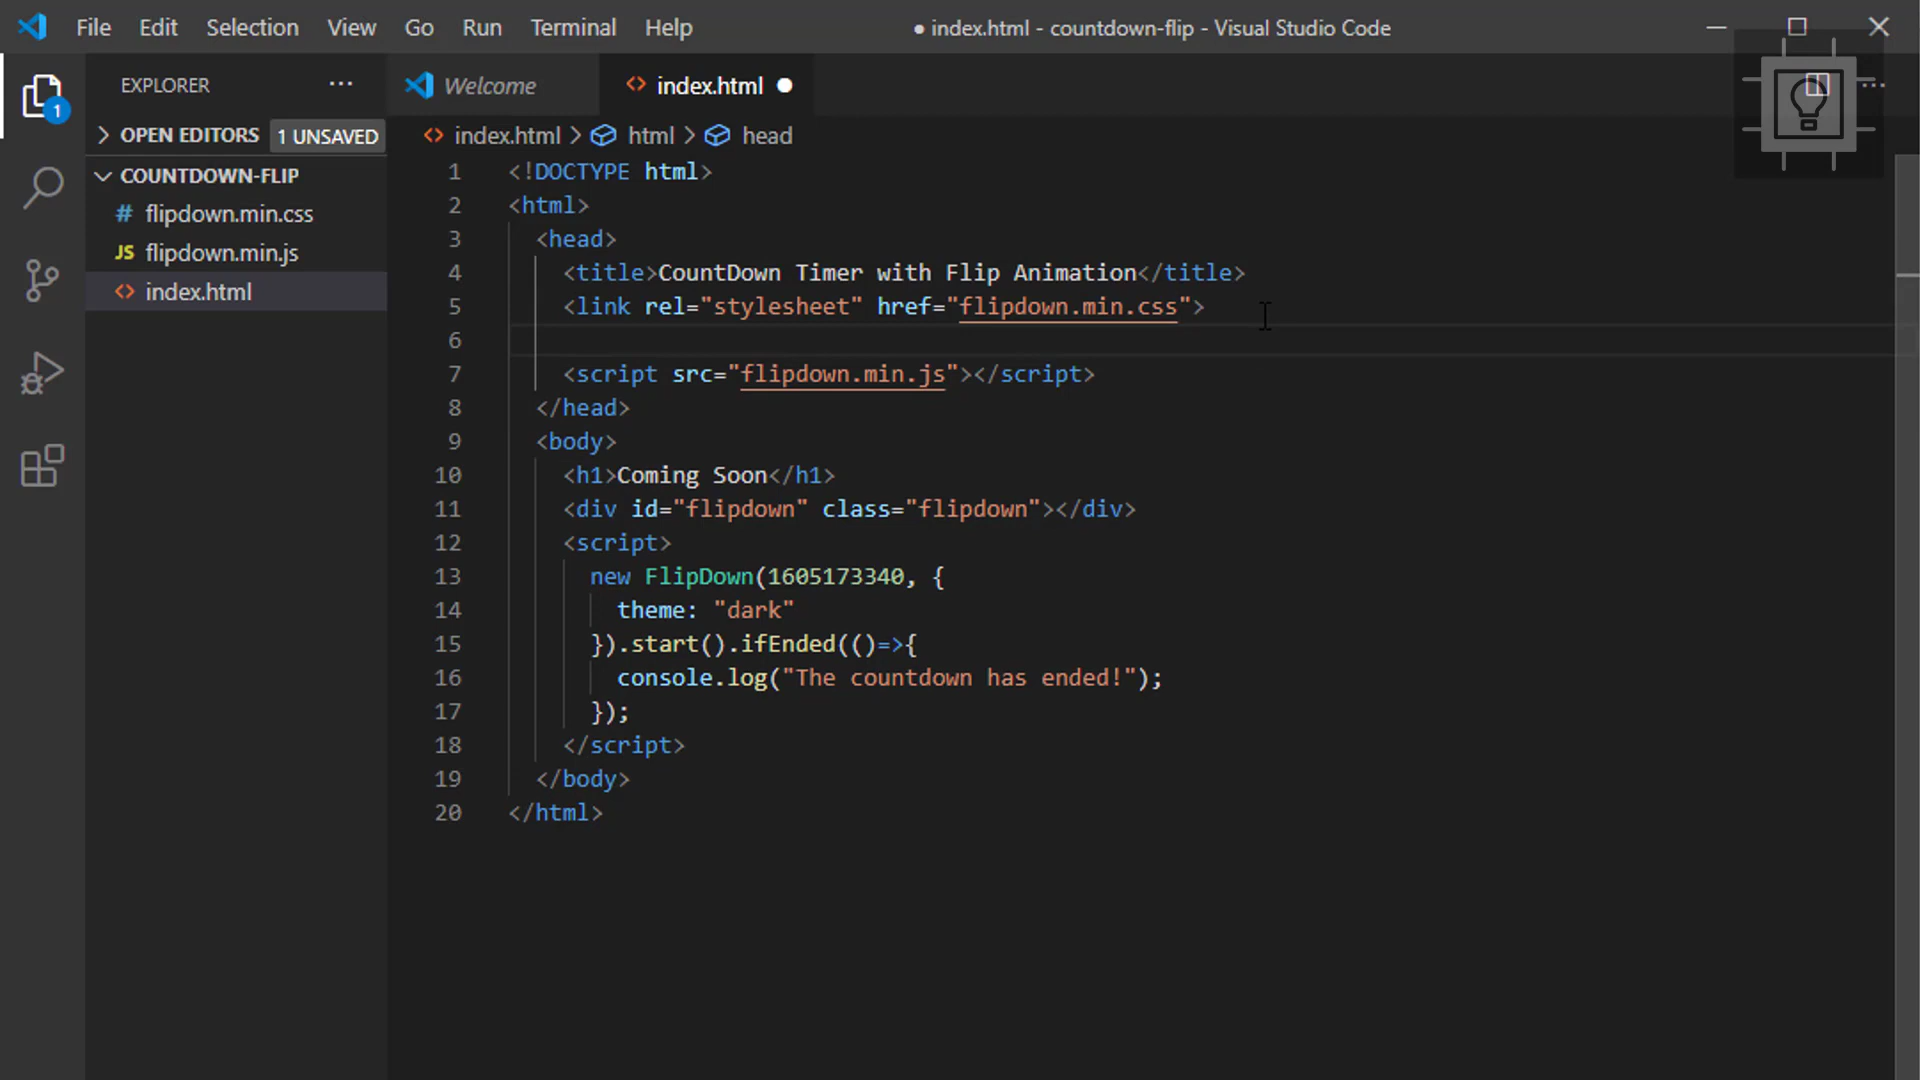 File Edit Selection View Go Run Terminal Help ● index.html - countdown-flip - Visual Studio Code
EXPLORER ··· Welcome <> index.html ●
1 OPEN EDITORS 1 UNSAVED <> index.html > html > head
COUNTDOWN-FLIP
# flipdown.min.css
JS flipdown.min.js
<> index.html
1 <!DOCTYPE html>
2 <html>
3 <head>
4 <title>CountDown Timer with Flip Animation</title>
5 <link rel="stylesheet" href="flipdown.min.css">
6
7 <script src="flipdown.min.js"></script>
8 </head>
9 <body>
10 <h1>Coming Soon</h1>
11 <div id="flipdown" class="flipdown"></div>
12 <script>
13 new FlipDown(1605173340, {
14 theme: "dark"
15 }).start().ifEnded(()=>{
16 console.log("The countdown has ended!");
17 });
18 </script>
19 </body>
20 </html>